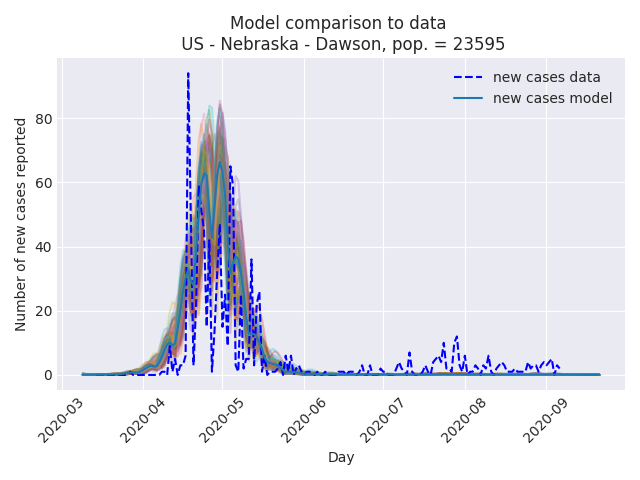 Model comparison to data
US - Nebraska - Dawson, pop. = 23595
new cases data
new cases model
Number of new cases reported
80
60
40
20
0
2020-03
2020-04
2020-05
2020-06
2020-07
2020-08
2020-09
Day